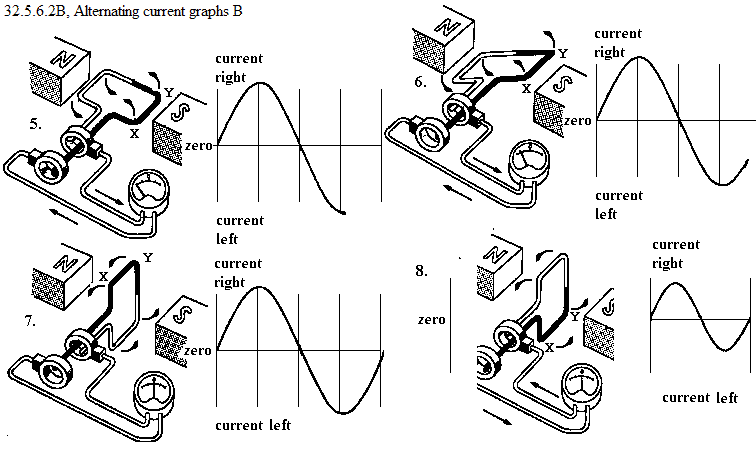 32.5.6.2B, Alternating current graphs B
5.
N
S
X
Y
current
right
zero
current
left
6.
N
S
X
Y
current
right
zero
current
left
7.
N
S
X
Y
current
right
zero
current left
8.
N
S
X
Y
zero
current
right
current left